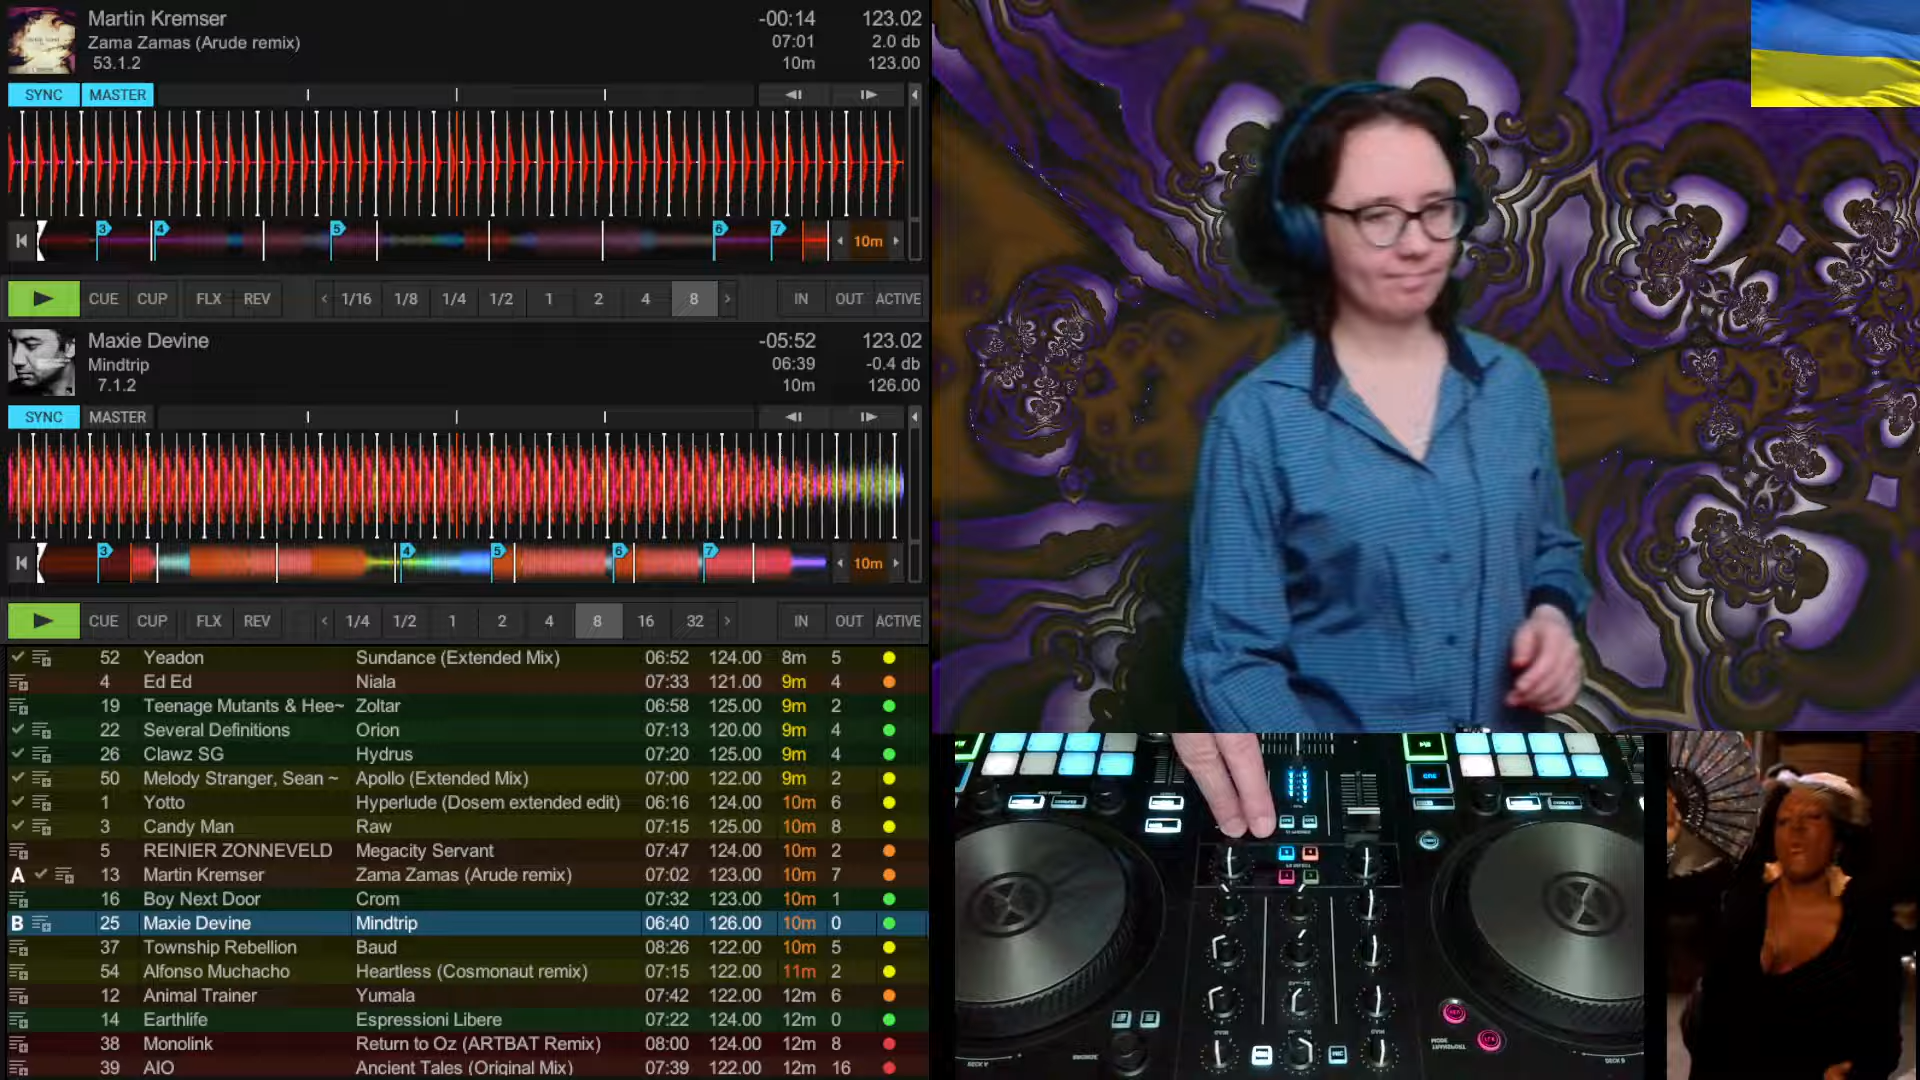 Martin Kremser -00:14 123.02
Zama Zamas (Arude remix) 07:01 2.0 db
53.1.2 10m 123.00
SYNC MASTER
3 4 5 6 7 10m
CUE CUP FLX REV 1/16 1/8 1/4 1/2 1 2 4 8 IN OUT ACTIVE
Maxie Devine -05:52 123.02
Mindtrip 06:39 -0.4 db
7.1.2 10m 126.00
SYNC MASTER
3 4 5 6 7 10m
CUE CUP FLX REV 1/4 1/2 1 2 4 8 16 32 IN OUT ACTIVE
52 Yeadon Sundance (Extended Mix) 06:52 124.00 8m 5
4 Ed Ed Niala 07:33 121.00 9m 4
19 Teenage Mutants & Hee~ Zoltar 06:58 125.00 9m 2
22 Several Definitions Orion 07:13 120.00 9m 4
26 Clawz SG Hydrus 07:20 125.00 9m 4
50 Melody Stranger, Sean ~ Apollo (Extended Mix) 07:00 122.00 9m 2
1 Yotto Hyperlude (Dosem extended edit) 06:16 124.00 10m 6
3 Candy Man Raw 07:15 125.00 10m 8
5 REINIER ZONNEVELD Megacity Servant 07:47 124.00 10m 2
A 13 Martin Kremser Zama Zamas (Arude remix) 07:02 123.00 10m 7
16 Boy Next Door Crom 07:32 123.00 10m 1
B 25 Maxie Devine Mindtrip 06:40 126.00 10m 0
37 Township Rebellion Baud 08:26 122.00 10m 5
54 Alfonso Muchacho Heartless (Cosmonaut remix) 07:15 122.00 11m 2
12 Animal Trainer Yumala 07:42 122.00 12m 6
14 Earthlife Espressioni Libere 07:22 124.00 12m 0
38 Monolink Return to Oz (ARTBAT Remix) 08:00 124.00 12m 8
39 AIO Ancient Tales (Original Mix) 07:39 122.00 12m 16